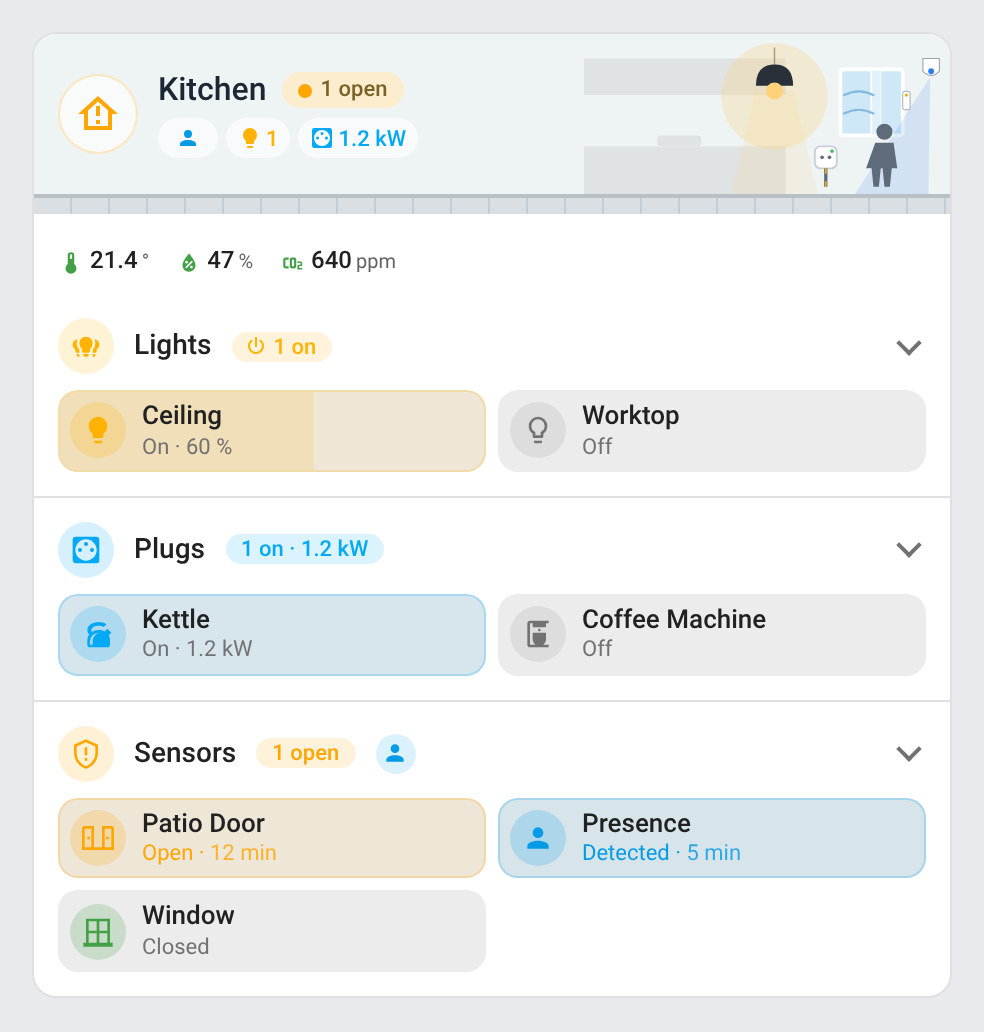 Kitchen
1 open
1
1.2 kW
21.4 °
47 %
CO₂ 640 ppm
Lights
1 on
Ceiling
On · 60 %
Worktop
Off
Plugs
1 on · 1.2 kW
Kettle
On · 1.2 kW
Coffee Machine
Off
Sensors
1 open
Patio Door
Open · 12 min
Presence
Detected · 5 min
Window
Closed